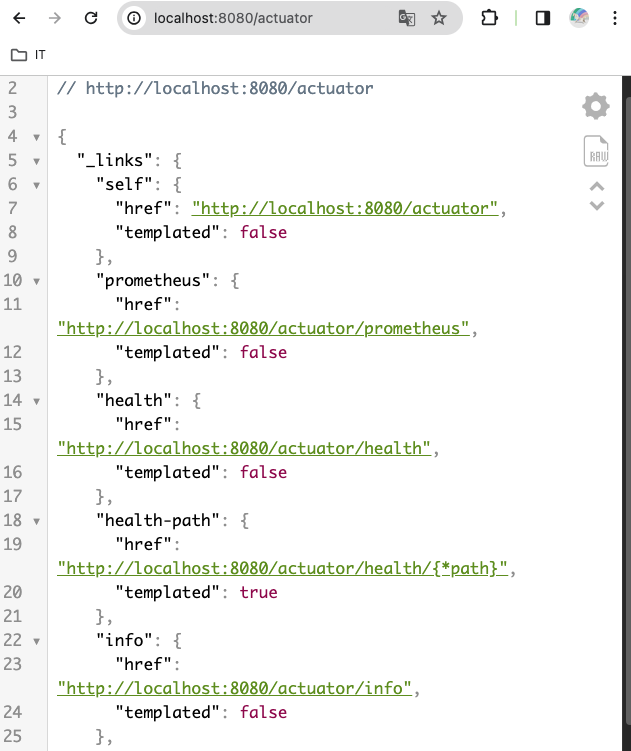 localhost:8080/actuator
IT
2 // http://localhost:8080/actuator
3
4 {
5 "_links": {
6 "self": {
7 "href": "http://localhost:8080/actuator",
8 "templated": false
9 },
10 "prometheus": {
11 "href":
"http://localhost:8080/actuator/prometheus",
12 "templated": false
13 },
14 "health": {
15 "href":
"http://localhost:8080/actuator/health",
16 "templated": false
17 },
18 "health-path": {
19 "href":
"http://localhost:8080/actuator/health/{*path}",
20 "templated": true
21 },
22 "info": {
23 "href":
"http://localhost:8080/actuator/info",
24 "templated": false
25 },
RAW